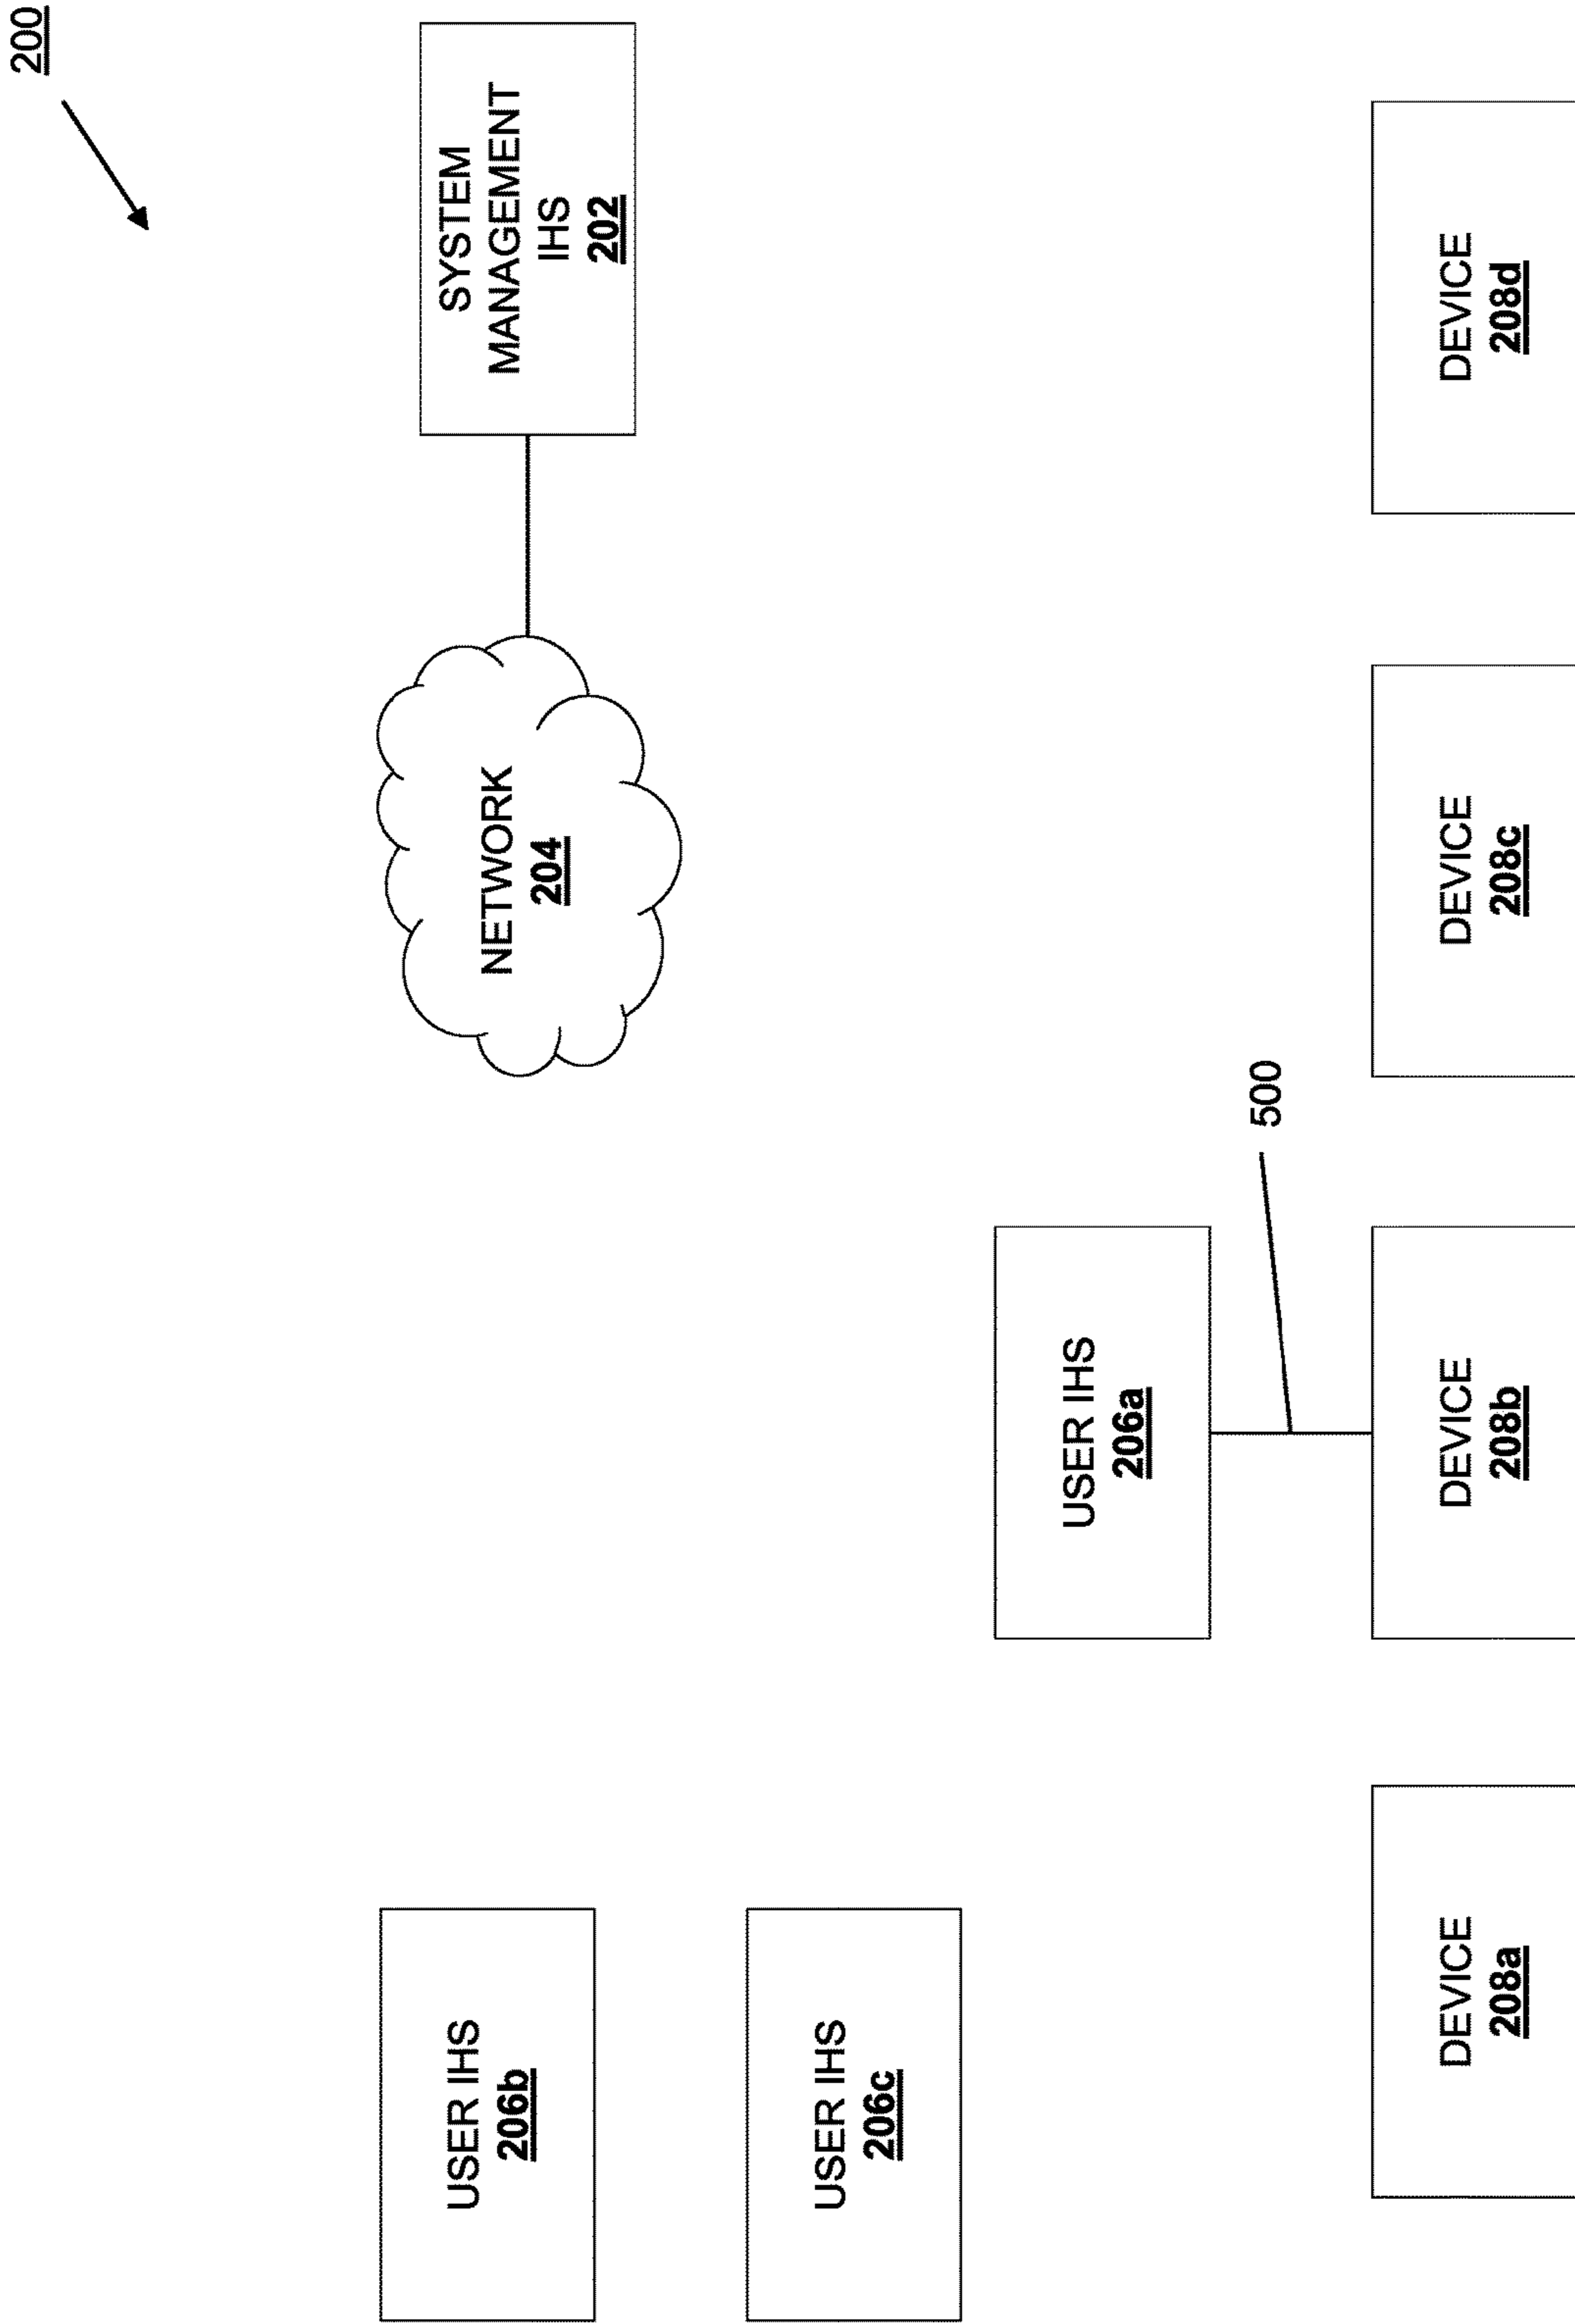 200
SYSTEM
MANAGEMENT
IHS
202
NETWORK
204
USER IHS
206b
USER IHS
206c
USER IHS
206a
500
DEVICE
208a
DEVICE
208b
DEVICE
208c
DEVICE
208d